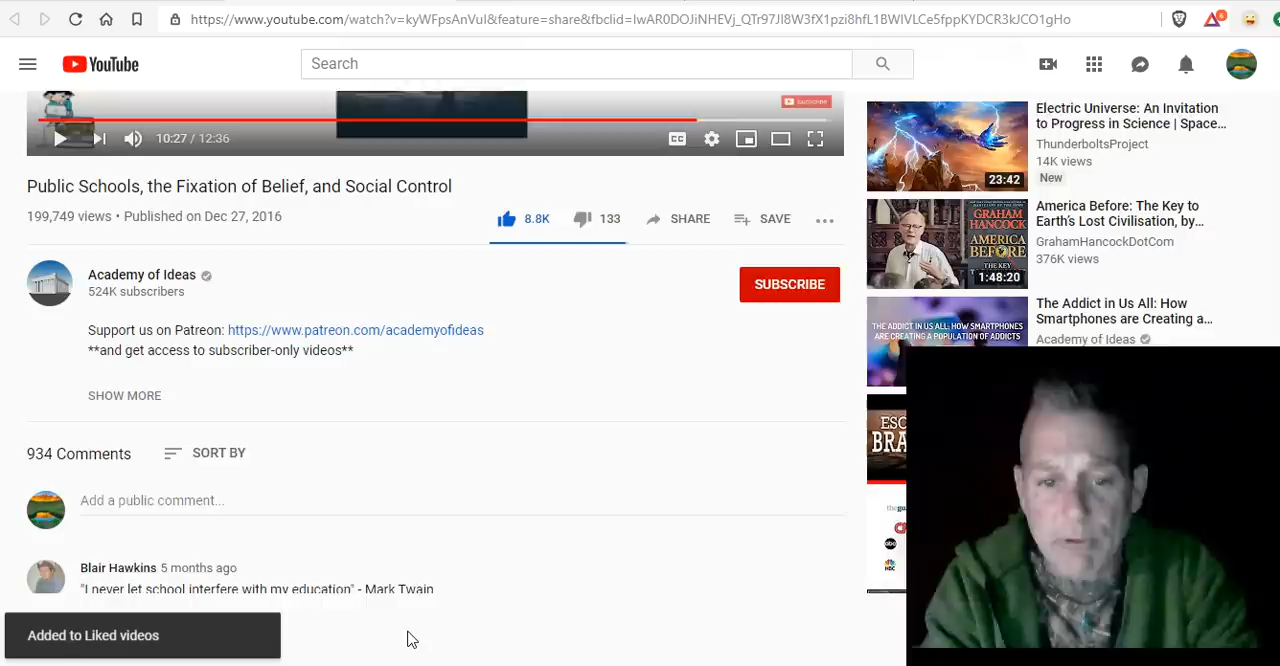 https://www.youtube.com/watch?v=kyWFpsAnVuI&feature=share&fbclid=IwAR0DOJiNHEVj_QTr97Jl8W3fX1pzi8hfL1BWIVLCe5fppKYDCR3kJCO1gHo
YouTube
Search
10:27 / 12:36
CC
Public Schools, the Fixation of Belief, and Social Control
199,749 views • Published on Dec 27, 2016
8.8K
133
SHARE
SAVE
Academy of Ideas
524K subscribers
SUBSCRIBE
Support us on Patreon: https://www.patreon.com/academyofideas
**and get access to subscriber-only videos**
SHOW MORE
934 Comments
SORT BY
Add a public comment...
Blair Hawkins 5 months ago
"I never let school interfere with my education" - Mark Twain
Added to Liked videos
23:42
Electric Universe: An Invitation
to Progress in Science | Space...
ThunderboltsProject
14K views
New
GRAHAM
HANCOCK
AMERICA
BEFORE
THE KEY
1:48:20
America Before: The Key to
Earth's Lost Civilisation, by...
GrahamHancockDotCom
376K views
THE ADDICT IN US ALL: HOW SMARTPHONES
ARE CREATING A POPULATION OF ADDICTS
The Addict in Us All: How
Smartphones are Creating a...
Academy of Ideas
ESC
BRA
abc
NBC